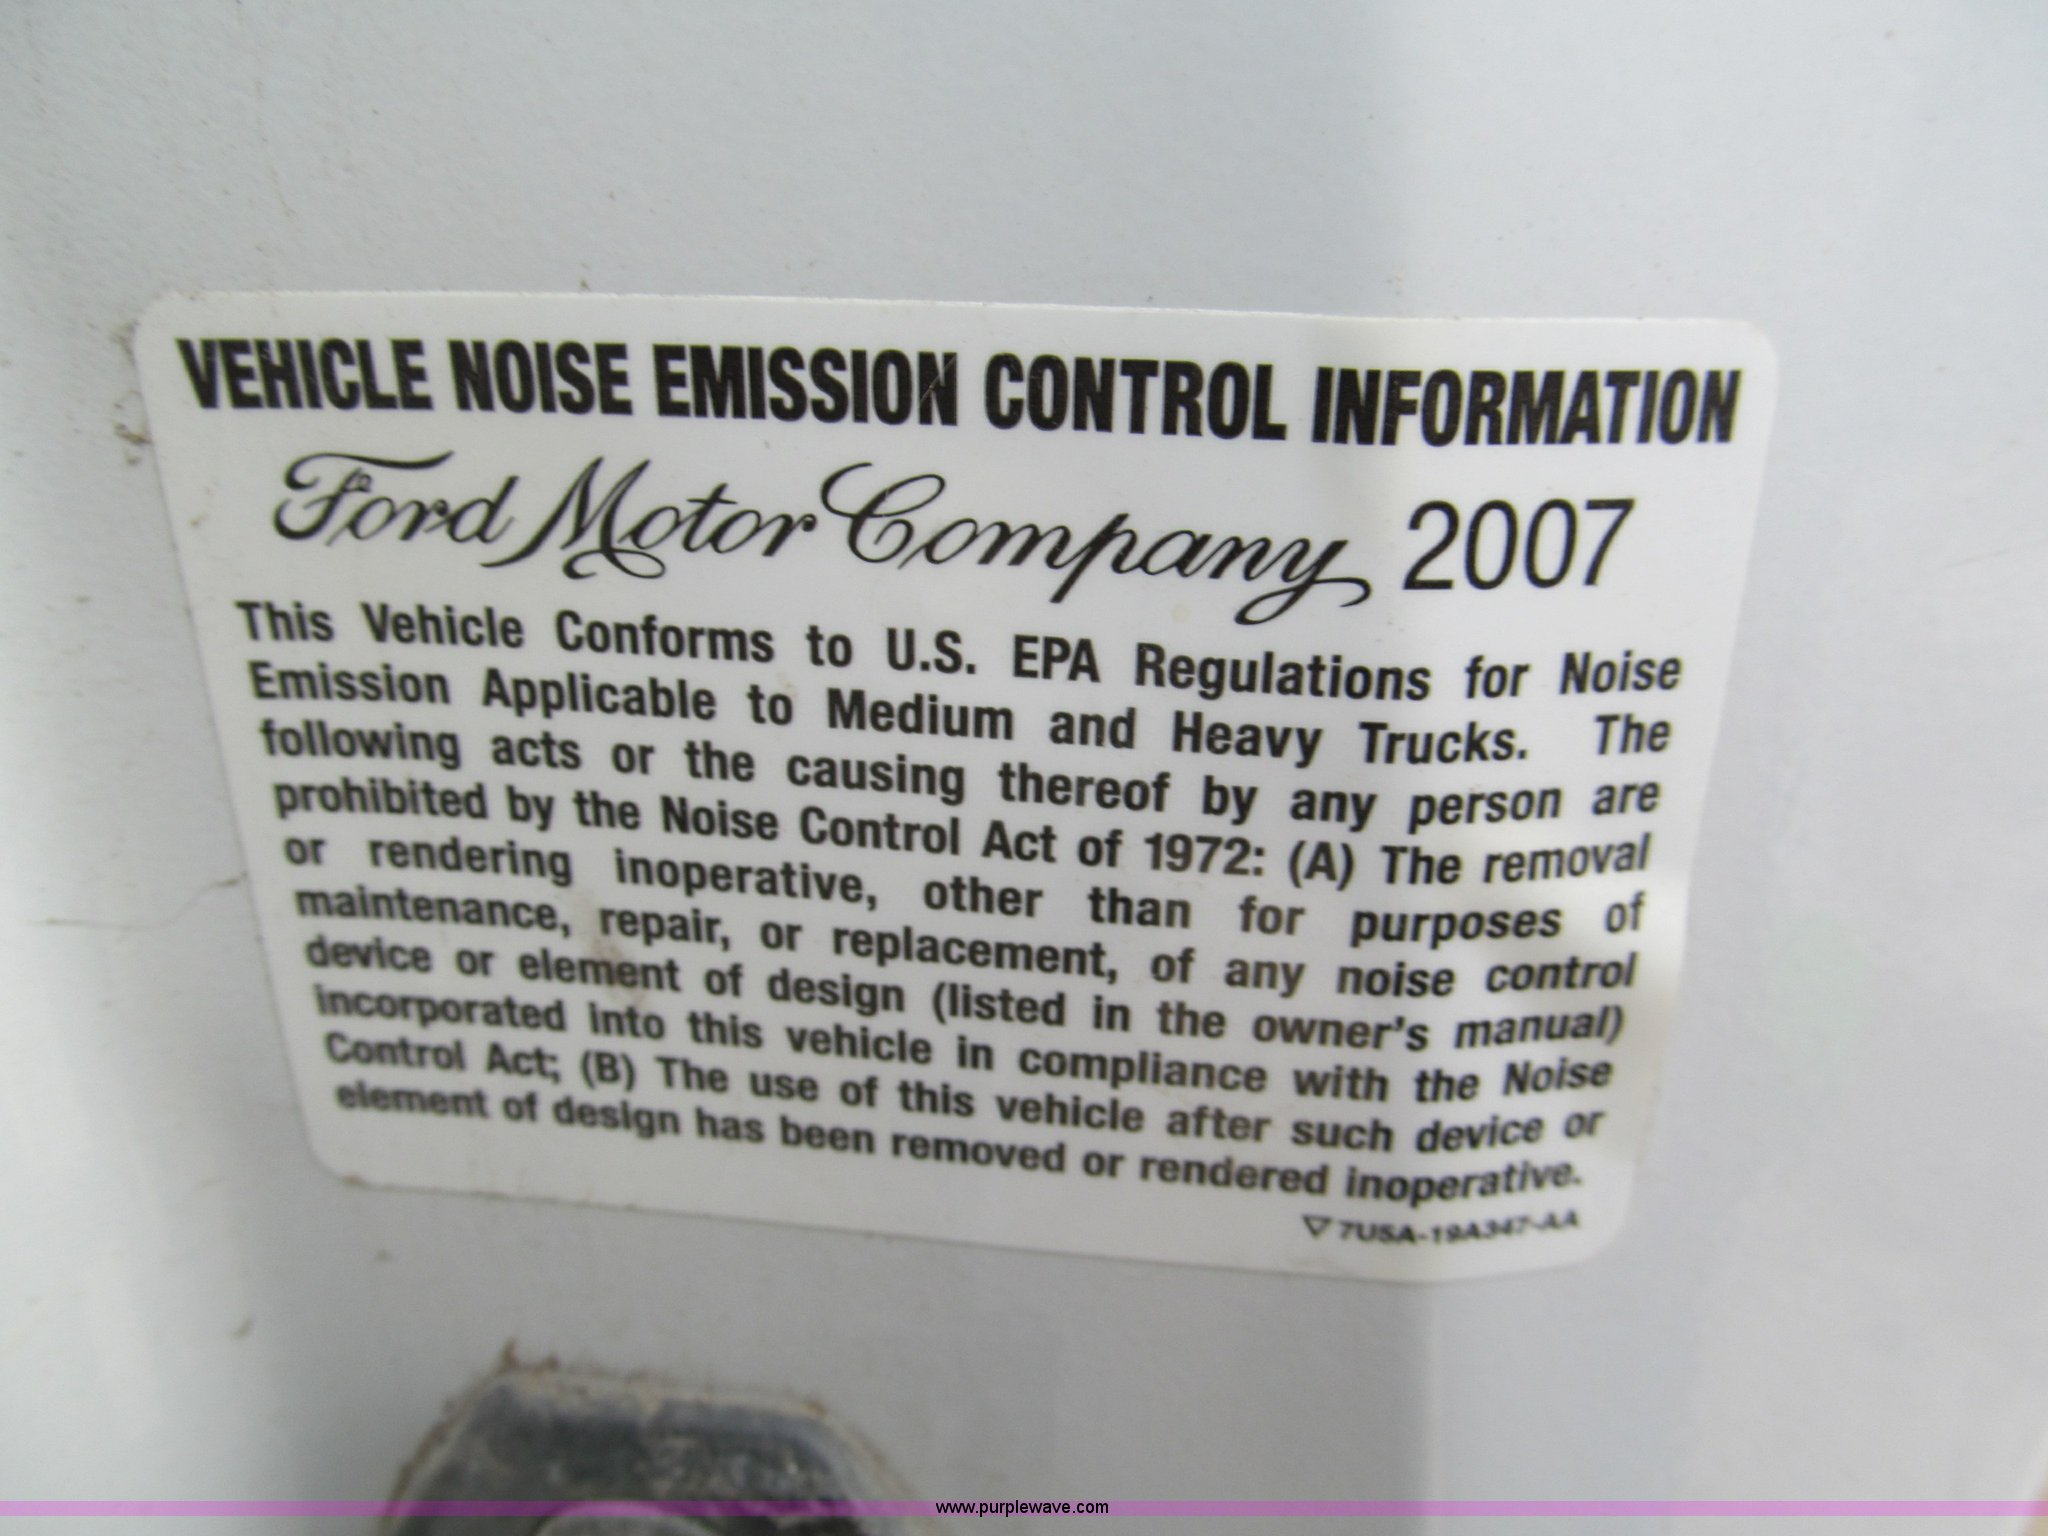 VEHICLE NOISE EMISSION CONTROL INFORMATION
Ford Motor Company 2007
This Vehicle Conforms to U.S. EPA Regulations for Noise
Emission Applicable to Medium and Heavy Trucks. The
following acts or the causing thereof by any person are
prohibited by the Noise Control Act of 1972: (A) The removal
or rendering inoperative, other than for purposes of
maintenance, repair, or replacement, of any noise control
device or element of design (listed in the owner's manual)
incorporated into this vehicle in compliance with the Noise
Control Act; (B) The use of this vehicle after such device or
element of design has been removed or rendered inoperative.
▽ 7USA-19A347-AA
www.purplewave.com